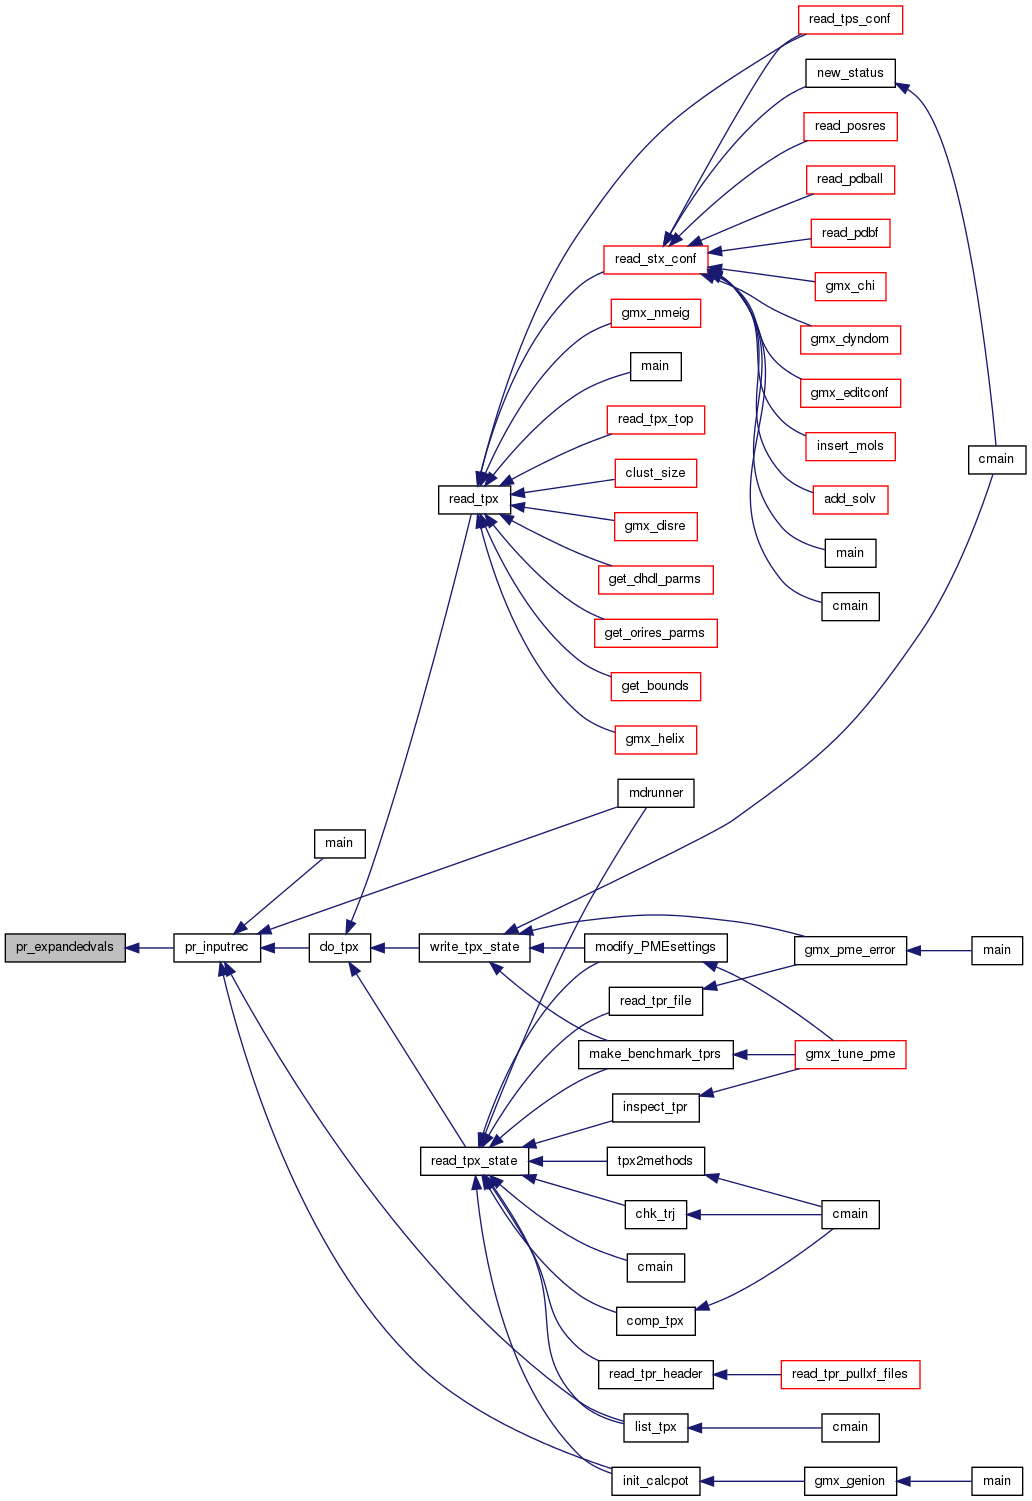 read_tps_conf
new_status
read_posres
read_pdball
read_pdbf
read_stx_conf
gmx_chi
gmx_nmeig
gmx_dyndom
main
gmx_editconf
read_tpx_top
insert_mols
cmain
clust_size
read_tpx
add_solv
gmx_disre
main
get_dhdl_parms
cmain
get_orires_parms
get_bounds
gmx_helix
mdrunner
main
pr_expandedvals
pr_inputrec
do_tpx
write_tpx_state
modify_PMEsettings
gmx_pme_error
main
read_tpr_file
make_benchmark_tprs
gmx_tune_pme
inspect_tpr
read_tpx_state
tpx2methods
chk_trj
cmain
cmain
comp_tpx
read_tpr_header
read_tpr_pullxf_files
list_tpx
cmain
init_calcpot
gmx_genion
main